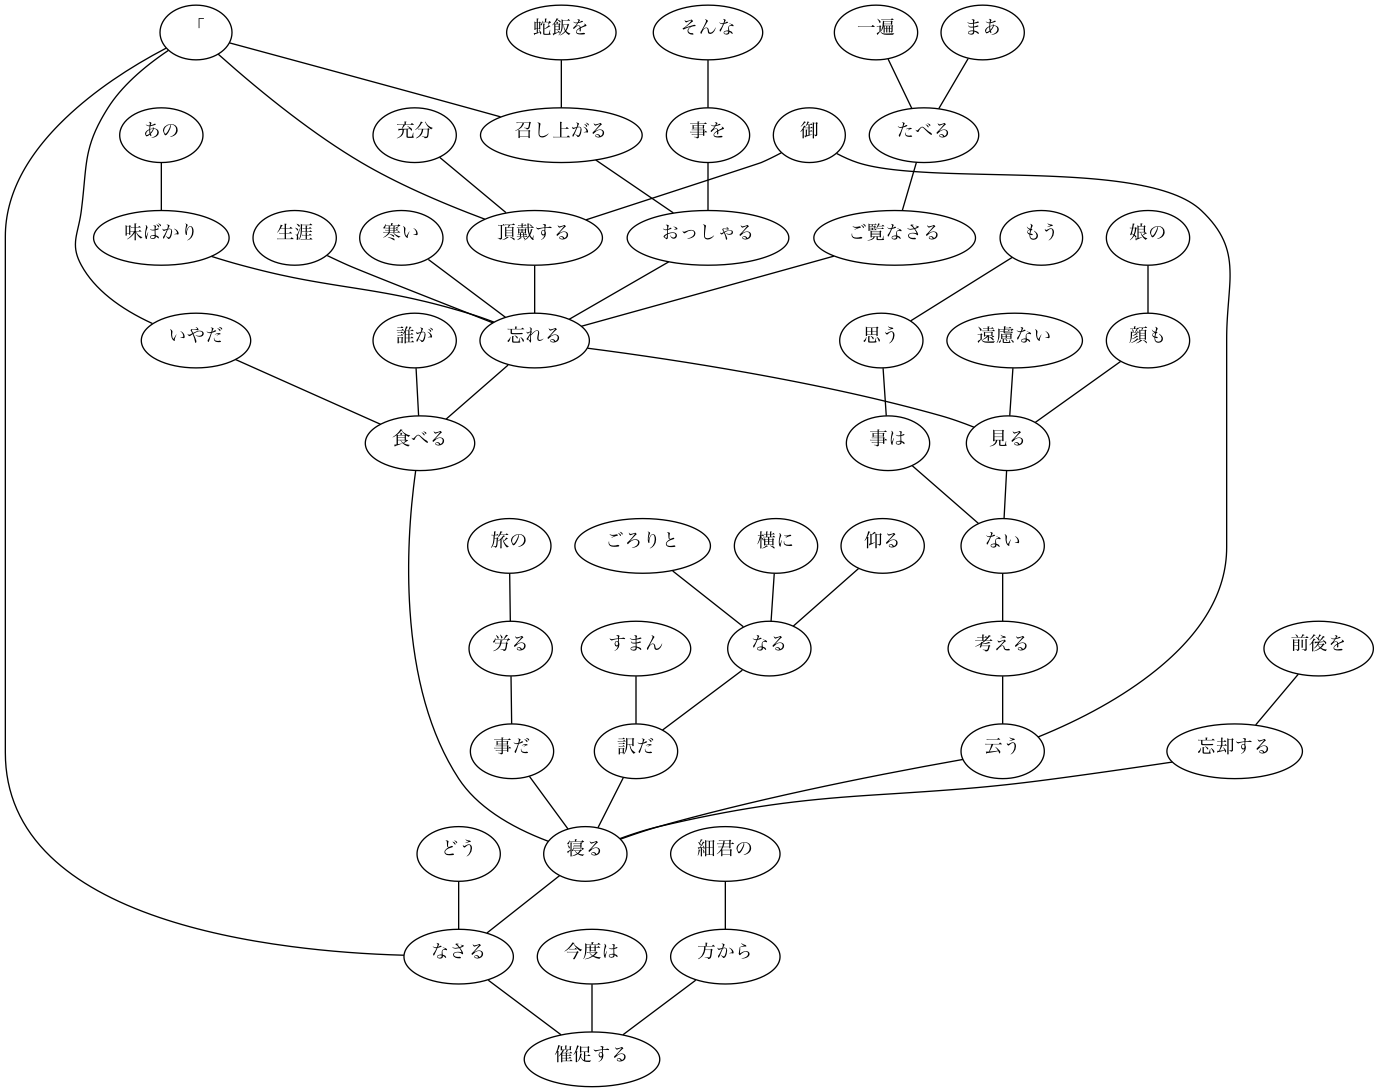 「 蛇飯を そんな 一遍 まあ
あの 充分 召し上がる 事を 御 たべる
味ばかり 生涯 寒い 頂戴する おっしゃる ご覧なさる もう 娘の
いやだ 誰が 忘れる 思う 遠慮ない 顔も
食べる 事は 見る
旅の ごろりと 横に 仰る ない
労る すまん なる 考える 前後を
事だ 訳だ 云う 忘却する
どう 寝る 細君の
なさる 今度は 方から
催促する